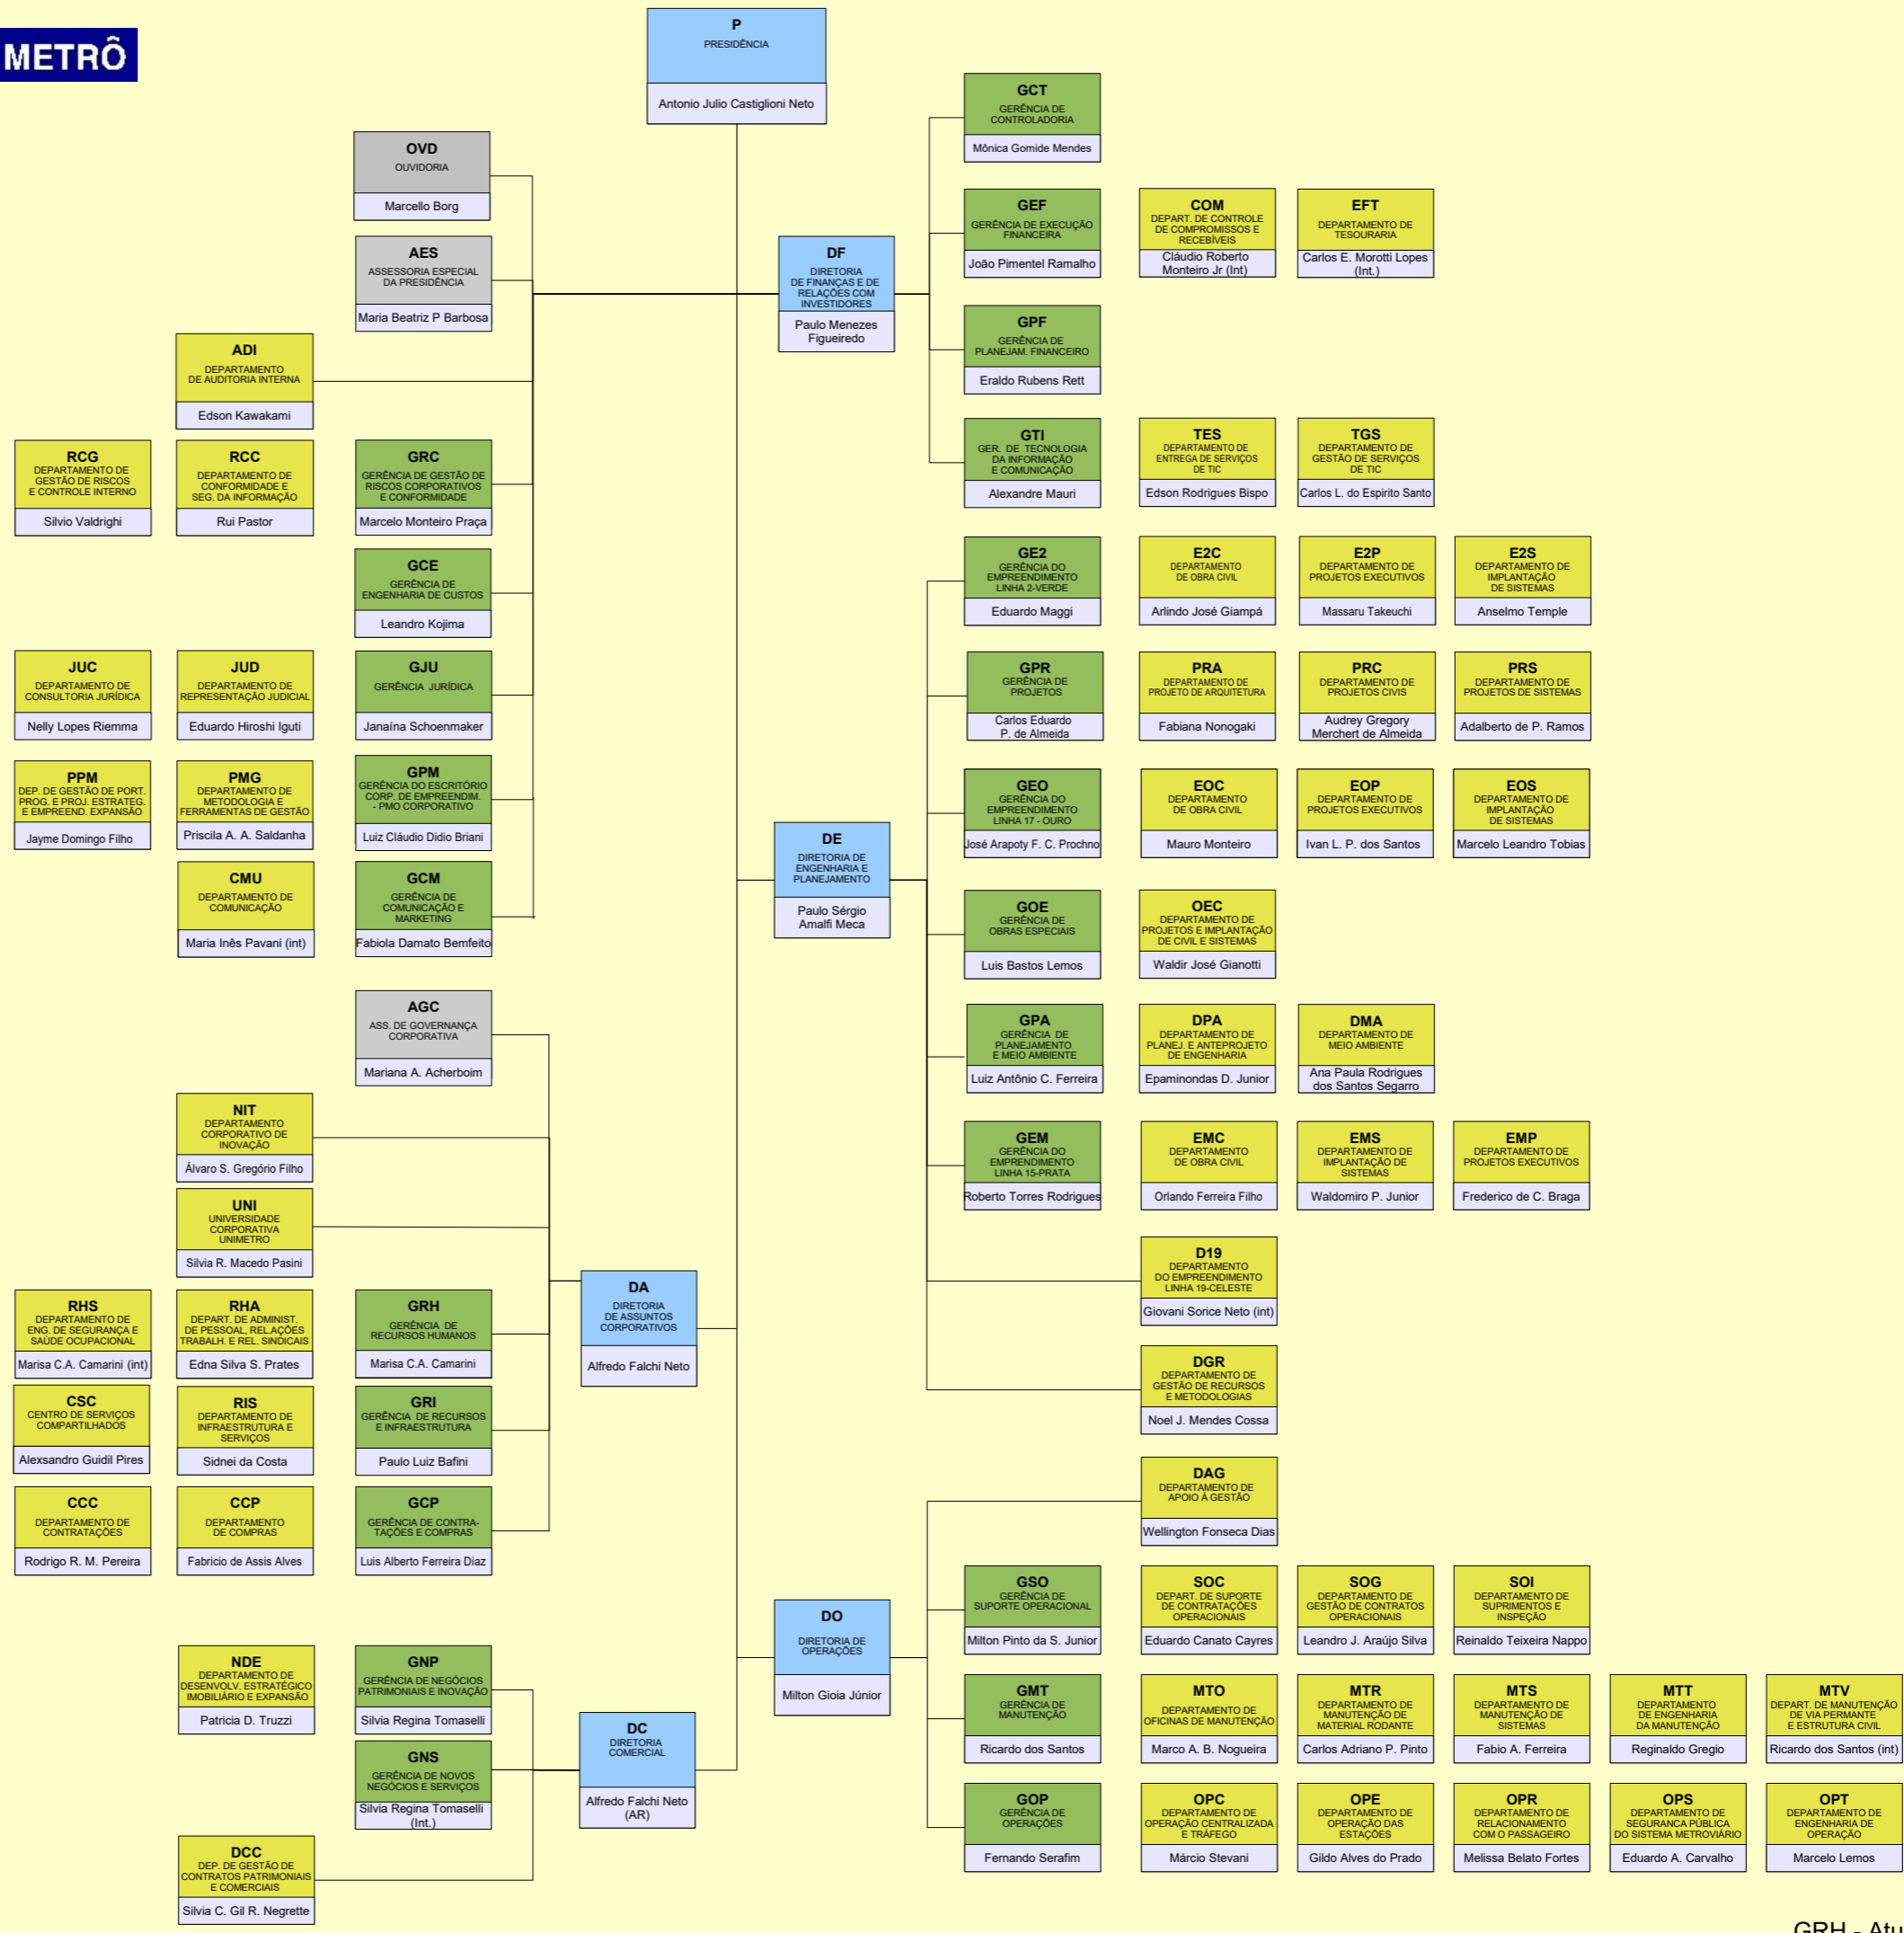 METRÔ
P
PRESIDÊNCIA
Antonio Julio Castiglioni Neto
OVD
OUVIDORIA
Marcello Borg
AES
ASSESSORIA ESPECIAL
DA PRESIDÊNCIA
Maria Beatriz P Barbosa
ADI
DEPARTAMENTO
DE AUDITORIA INTERNA
Edson Kawakami
RCG
DEPARTAMENTO DE
GESTÃO DE RISCOS
E CONTROLE INTERNO
Silvio Valdrighi
RCC
DEPARTAMENTO DE
CONFORMIDADE E
SEG. DA INFORMAÇÃO
Rui Pastor
GRC
GERÊNCIA DE GESTÃO DE
RISCOS CORPORATIVOS
E CONFORMIDADE
Marcelo Monteiro Praça
GCE
GERÊNCIA DE
ENGENHARIA DE CUSTOS
Leandro Kojima
JUC
DEPARTAMENTO DE
CONSULTORIA JURÍDICA
Nelly Lopes Riemma
JUD
DEPARTAMENTO DE
REPRESENTAÇÃO JUDICIAL
Eduardo Hiroshi Iguti
GJU
GERÊNCIA JURÍDICA
Janaína Schoenmaker
PPM
DEP. DE GESTÃO DE PORT.
PROG. E PROJ. ESTRATEG.
E EMPREEND. EXPANSÃO
Jayme Domingo Filho
PMG
DEPARTAMENTO DE
METODOLOGIA E
FERRAMENTAS DE GESTÃO
Priscila A. A. Saldanha
GPM
GERÊNCIA DO ESCRITÓRIO
CORP. DE EMPREENDIM.
- PMO CORPORATIVO
Luiz Cláudio Didio Briani
CMU
DEPARTAMENTO DE
COMUNICAÇÃO
Maria Inês Pavani (int)
GCM
GERÊNCIA DE
COMUNICAÇÃO E
MARKETING
Fabiola Damato Bemfeito
DF
DIRETORIA
DE FINANÇAS E DE
RELAÇÕES COM
INVESTIDORES
Paulo Menezes
Figueiredo
GCT
GERÊNCIA DE
CONTROLADORIA
Mônica Gomide Mendes
GEF
GERÊNCIA DE EXECUÇÃO
FINANCEIRA
João Pimentel Ramalho
COM
DEPART. DE CONTROLE
DE COMPROMISSOS E
RECEBÍVEIS
Cláudio Roberto
Monteiro Jr (Int)
EFT
DEPARTAMENTO DE
TESOURARIA
Carlos E. Morotti Lopes
(Int.)
GPF
GERÊNCIA DE
PLANEJAM. FINANCEIRO
Eraldo Rubens Rett
GTI
GER. DE TECNOLOGIA
DA INFORMAÇÃO
E COMUNICAÇÃO
Alexandre Mauri
TES
DEPARTAMENTO DE
ENTREGA DE SERVIÇOS
DE TIC
Edson Rodrigues Bispo
TGS
DEPARTAMENTO DE
GESTÃO DE SERVIÇOS
DE TIC
Carlos L. do Espirito Santo
DE
DIRETORIA DE
ENGENHARIA E
PLANEJAMENTO
Paulo Sérgio
Amalfi Meca
GE2
GERÊNCIA DO
EMPREENDIMENTO
LINHA 2-VERDE
Eduardo Maggi
E2C
DEPARTAMENTO
DE OBRA CIVIL
Arlindo José Giampá
E2P
DEPARTAMENTO DE
PROJETOS EXECUTIVOS
Massaru Takeuchi
E2S
DEPARTAMENTO DE
IMPLANTAÇÃO
DE SISTEMAS
Anselmo Temple
GPR
GERÊNCIA DE
PROJETOS
Carlos Eduardo
P. de Almeida
PRA
DEPARTAMENTO DE
PROJETO DE ARQUITETURA
Fabiana Nonogaki
PRC
DEPARTAMENTO DE
PROJETOS CIVIS
Audrey Gregory
Merchert de Almeida
PRS
DEPARTAMENTO DE
PROJETOS DE SISTEMAS
Adalberto de P. Ramos
GEO
GERÊNCIA DO
EMPREENDIMENTO
LINHA 17 - OURO
José Arapoty F. C. Prochno
EOC
DEPARTAMENTO
DE OBRA CIVIL
Mauro Monteiro
EOP
DEPARTAMENTO DE
PROJETOS EXECUTIVOS
Ivan L. P. dos Santos
EOS
DEPARTAMENTO DE
IMPLANTAÇÃO
DE SISTEMAS
Marcelo Leandro Tobias
GOE
GERÊNCIA DE
OBRAS ESPECIAIS
Luis Bastos Lemos
OEC
DEPARTAMENTO DE
PROJETOS E IMPLANTAÇÃO
DE CIVIL E SISTEMAS
Waldir José Gianotti
GPA
GERÊNCIA DE
PLANEJAMENTO
E MEIO AMBIENTE
Luiz Antônio C. Ferreira
DPA
DEPARTAMENTO DE
PLANEJ. E ANTEPROJETO
DE ENGENHARIA
Epaminondas D. Junior
DMA
DEPARTAMENTO DE
MEIO AMBIENTE
Ana Paula Rodrigues
dos Santos Segarro
GEM
GERÊNCIA DO
EMPRENDIMENTO
LINHA 15-PRATA
Roberto Torres Rodrigues
EMC
DEPARTAMENTO
DE OBRA CIVIL
Orlando Ferreira Filho
EMS
DEPARTAMENTO DE
IMPLANTAÇÃO DE
SISTEMAS
Waldomiro P. Junior
EMP
DEPARTAMENTO DE
PROJETOS EXECUTIVOS
Frederico de C. Braga
D19
DEPARTAMENTO
DO EMPREENDIMENTO
LINHA 19-CELESTE
Giovani Sorice Neto (int)
DGR
DEPARTAMENTO DE
GESTÃO DE RECURSOS
E METODOLOGIAS
Noel J. Mendes Cossa
AGC
ASS. DE GOVERNANÇA
CORPORATIVA
Mariana A. Acherboim
NIT
DEPARTAMENTO
CORPORATIVO DE
INOVAÇÃO
Álvaro S. Gregório Filho
UNI
UNIVERSIDADE
CORPORATIVA
UNIMETRO
Silvia R. Macedo Pasini
DA
DIRETORIA
DE ASSUNTOS
CORPORATIVOS
Alfredo Falchi Neto
RHS
DEPARTAMENTO DE
ENG. DE SEGURANÇA E
SAÚDE OCUPACIONAL
Marisa C.A. Camarini (int)
RHA
DEPART. DE ADMINIST.
DE PESSOAL, REL.AÇÕES
TRABALH. E REL. SINDICAIS
Edna Silva S. Prates
GRH
GERÊNCIA DE
RECURSOS HUMANOS
Marisa C.A. Camarini
CSC
CENTRO DE SERVIÇOS
COMPARTILHADOS
Alexsandro Guidil Pires
RIS
DEPARTAMENTO DE
INFRAESTRUTURA E
SERVIÇOS
Sidnei da Costa
GRI
GERÊNCIA DE RECURSOS
E INFRAESTRUTURA
Paulo Luiz Bafini
CCC
DEPARTAMENTO DE
CONTRATAÇÕES
Rodrigo R. M. Pereira
CCP
DEPARTAMENTO
DE COMPRAS
Fabricio de Assis Alves
GCP
GERÊNCIA DE CONTRA-
TAÇÕES E COMPRAS
Luis Alberto Ferreira Diaz
NDE
DEPARTAMENTO DE
DESENVOLV. ESTRATÉGICO
IMOBILIÁRIO E EXPANSÃO
Patricia D. Truzzi
GNP
GERÊNCIA DE NEGÓCIOS
PATRIMONIAIS E INOVAÇÃO
Silvia Regina Tomaselli
GNS
GERÊNCIA DE NOVOS
NEGÓCIOS E SERVIÇOS
Silvia Regina Tomaselli
(Int.)
DC
DIRETORIA
COMERCIAL
Alfredo Falchi Neto
(AR)
DCC
DEP. DE GESTÃO DE
CONTRATOS PATRIMONIAIS
E COMERCIAIS
Silvia C. Gil R. Negrette
DO
DIRETORIA DE
OPERAÇÕES
Milton Gioia Júnior
DAG
DEPARTAMENTO DE
APOIO À GESTÃO
Wellington Fonseca Dias
GSO
GERÊNCIA DE
SUPORTE OPERACIONAL
Milton Pinto da S. Junior
SOC
DEPART. DE SUPORTE
DE CONTRATAÇÕES
OPERACIONAIS
Eduardo Canato Cayres
SOG
DEPARTAMENTO DE
GESTÃO DE CONTRATOS
OPERACIONAIS
Leandro J. Araújo Silva
SOI
DEPARTAMENTO DE
SUPRIMENTOS E
INSPEÇÃO
Reinaldo Teixeira Nappo
GMT
GERÊNCIA DE
MANUTENÇÃO
Ricardo dos Santos
MTO
DEPARTAMENTO DE
OFICINAS DE MANUTENÇÃO
Marco A. B. Nogueira
MTR
DEPARTAMENTO DE
MANUTENÇÃO DE
MATERIAL RODANTE
Carlos Adriano P. Pinto
MTS
DEPARTAMENTO DE
MANUTENÇÃO DE
SISTEMAS
Fabio A. Ferreira
MTT
DEPARTAMENTO
DE ENGENHARIA
DA MANUTENÇÃO
Reginaldo Gregio
MTV
DEPART. DE MANUTENÇÃO
DE VIA PERMANTE
E ESTRUTURA CIVIL
Ricardo dos Santos (int)
GOP
GERÊNCIA DE
OPERAÇÕES
Fernando Serafim
OPC
DEPARTAMENTO DE
OPERAÇÃO CENTRALIZADA
E TRÁFEGO
Márcio Stevani
OPE
DEPARTAMENTO DE
OPERAÇÃO DAS
ESTAÇÕES
Gildo Alves do Prado
OPR
DEPARTAMENTO DE
RELACIONAMENTO
COM O PASSAGEIRO
Melissa Belato Fortes
OPS
DEPARTAMENTO DE
SEGURANCA PÚBLICA
DO SISTEMA METROVIÁRIO
Eduardo A. Carvalho
OPT
DEPARTAMENTO DE
ENGENHARIA DE
OPERAÇÃO
Marcelo Lemos
GRH - Atu